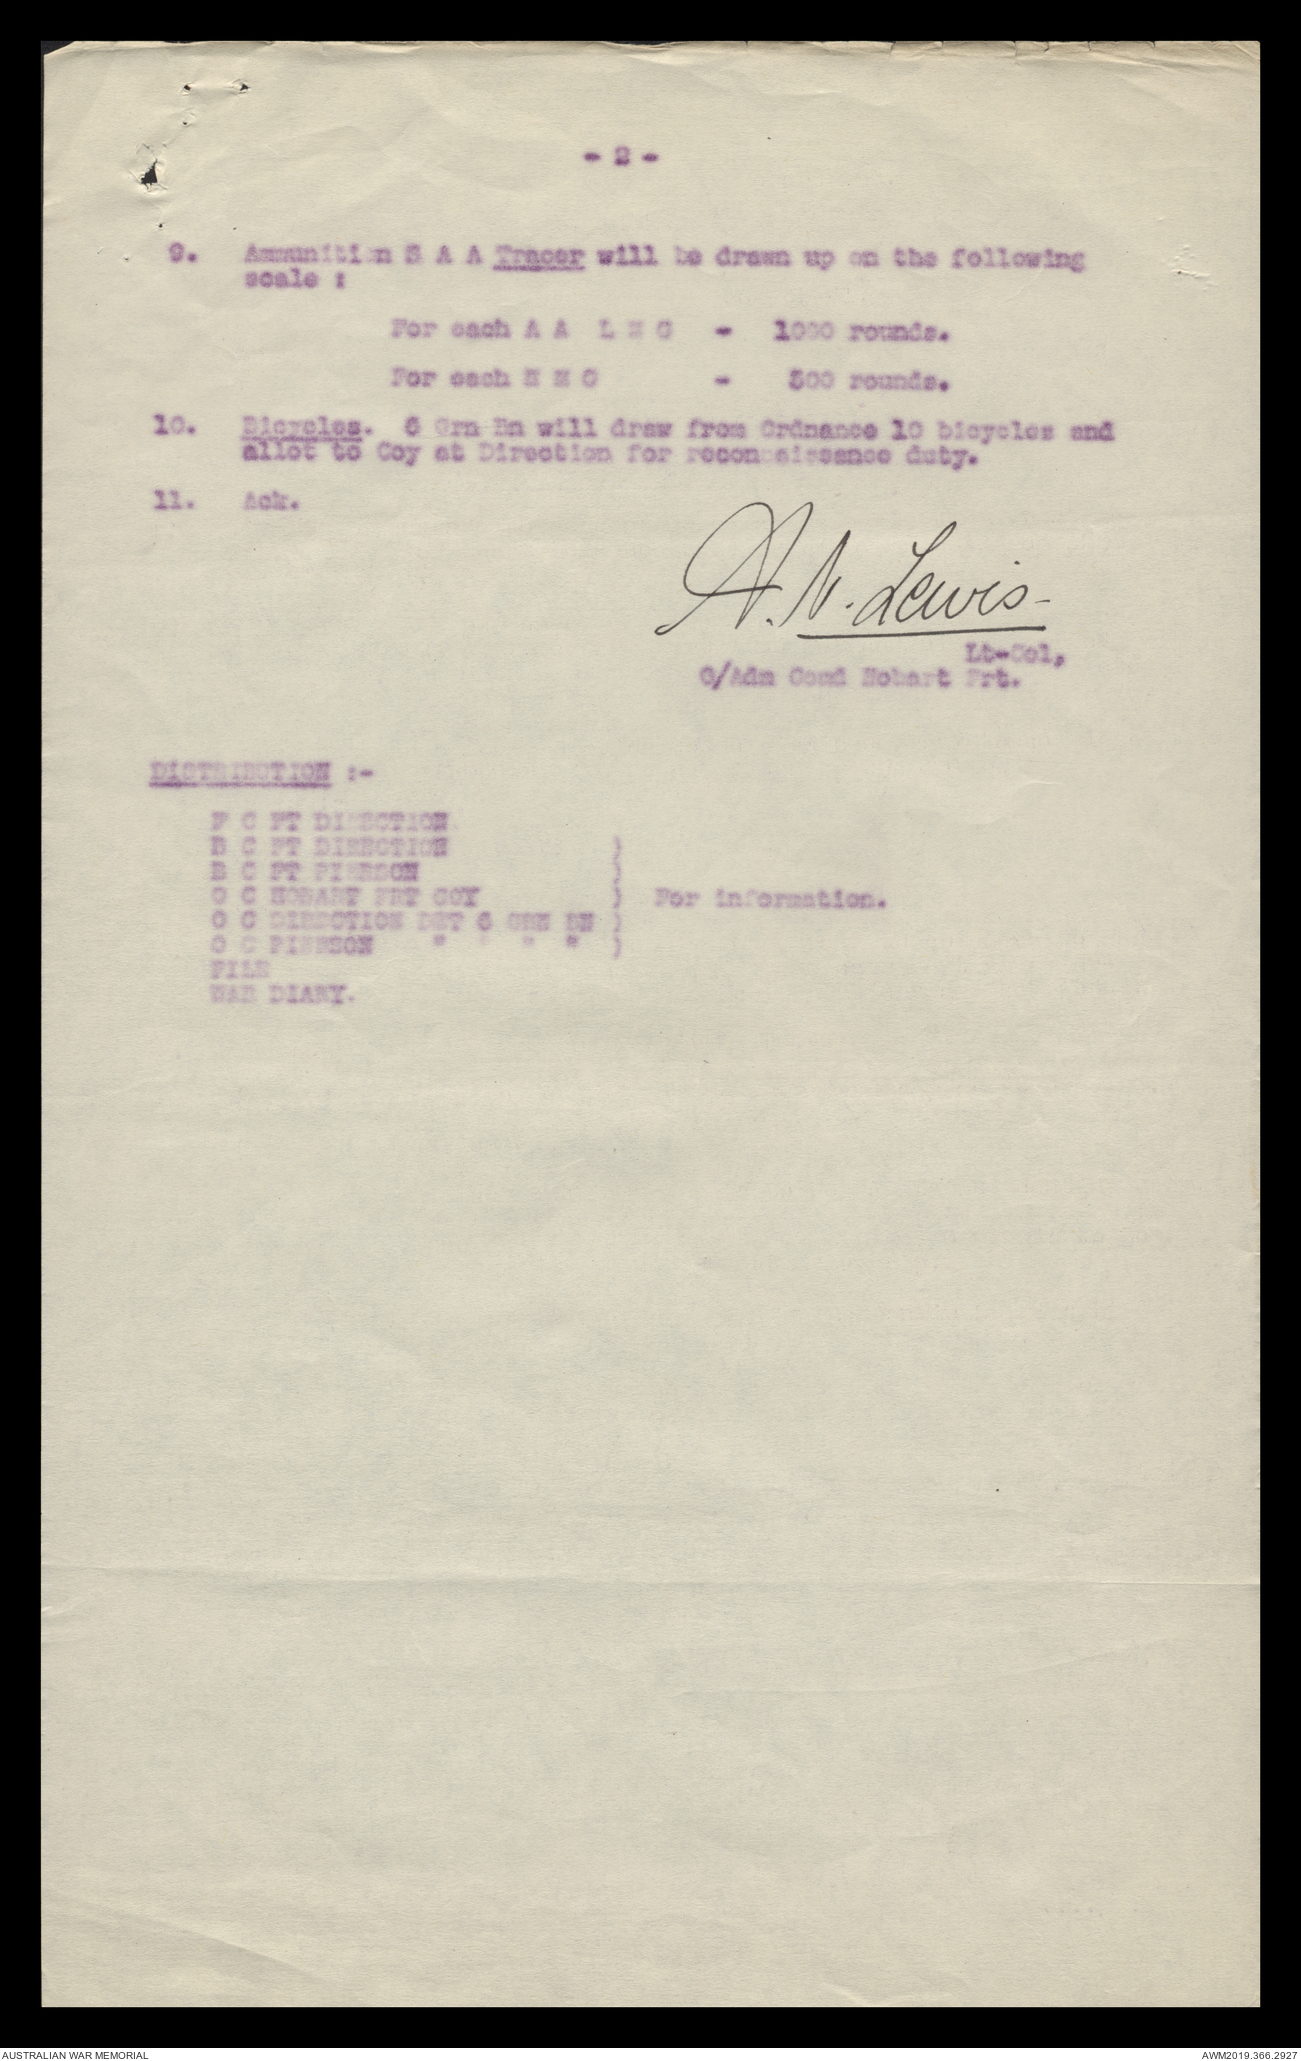 - 2 -
9. Ammunition S A A Tracer will be drawn up on the following
scale :
For each A A L M G - 1000 rounds.
For each M M G - 500 rounds.
10. Bicycles. 6 Grn Bn will draw from Ordnance 10 bicycles and
allot to Coy at Direction for reconnaissance duty.
11. Ack.
A. N. Lewis
Lt-Col,
C/Adm Comd Hobart Frt.
DISTRIBUTION :-
F C FT DIRECTION
B C FT DIRECTION )
B C FT PIERSON )
O C HOBART FRT COY ) For information.
O C DIRECTION DET 6 GRN BN )
O C PIERSON " " " " )
FILE
WAR DIARY.
AUSTRALIAN WAR MEMORIAL AWM2019.366.2927